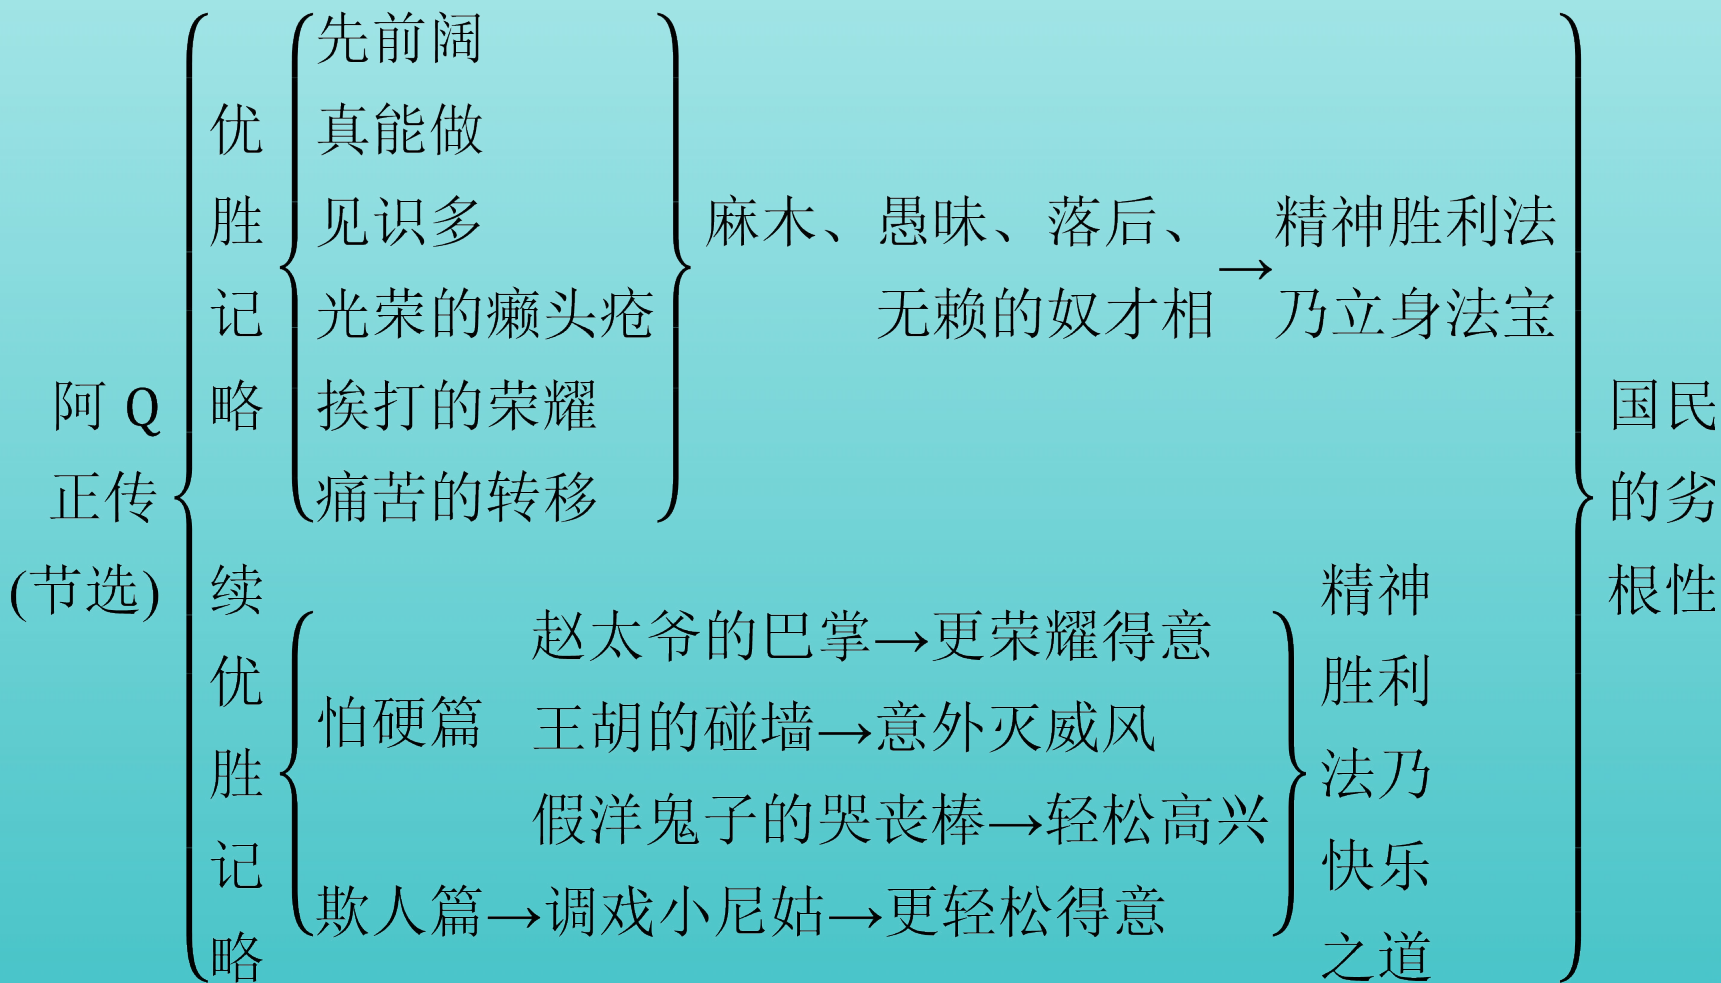 阿 Q
正传
(节选)
优
胜
记
略
先前阔
真能做
见识多
光荣的癞头疮
挨打的荣耀
痛苦的转移
麻木、愚昧、落后、
无赖的奴才相
→
精神胜利法
乃立身法宝
续
优
胜
记
略
怕硬篇
赵太爷的巴掌→更荣耀得意
王胡的碰墙→意外灭威风
假洋鬼子的哭丧棒→轻松高兴
欺人篇→调戏小尼姑→更轻松得意
精神
胜利
法乃
快乐
之道
国民
的劣
根性